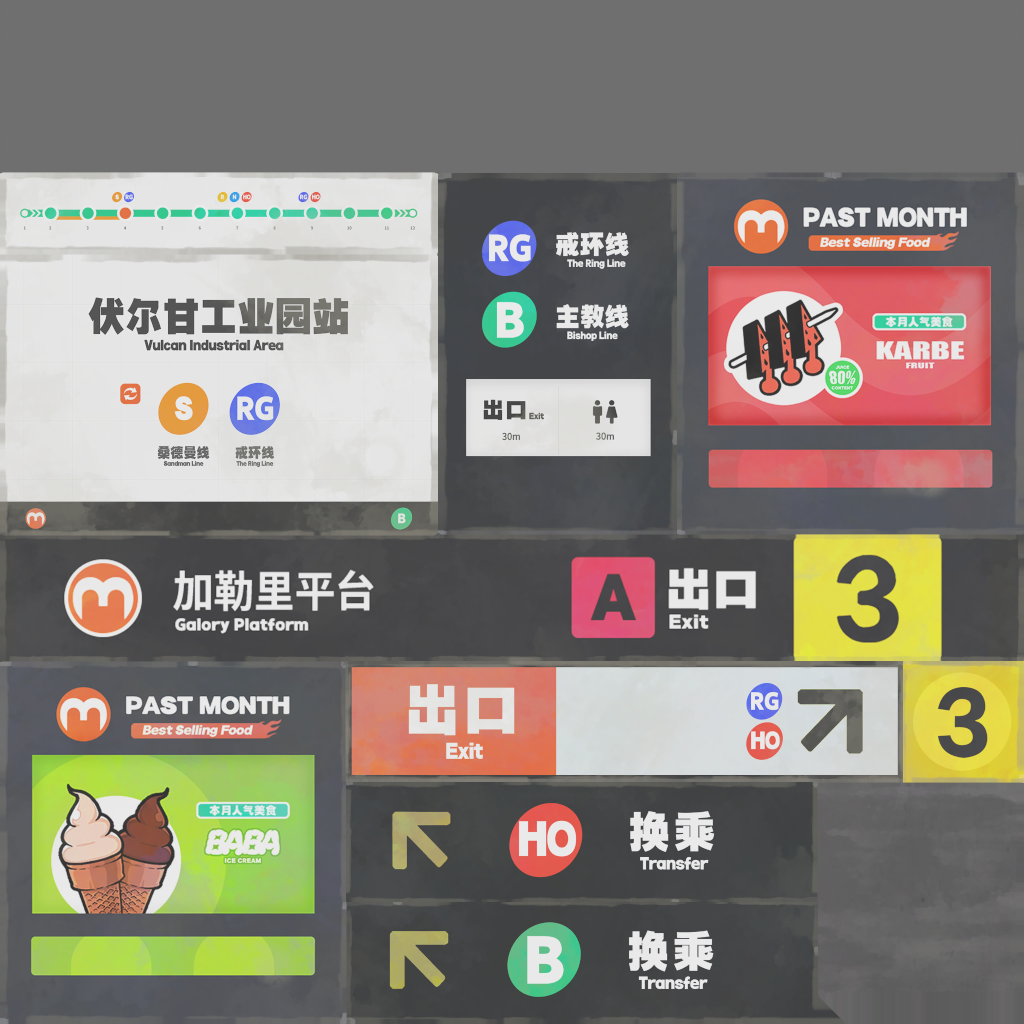 S RG B N HO RG HO
1 2 3 4 5 6 7 8 9 10 11 12
伏尔甘工业园站
Vulcan Industrial Area
S RG
桑德曼线 戒环线
Sandman Line The Ring Line
B
RG 戒环线
The Ring Line
B 主教线
Bishop Line
出口 Exit
30m 30m
PAST MONTH
Best Selling Food
本月人气美食
KARBE
FRUIT
JUICE
80%
CONTENT
加勒里平台
Galory Platform
A 出口
Exit
3
PAST MONTH
Best Selling Food
本月人气美食
BABA
ICE CREAM
出口
Exit
RG
HO
3
HO 换乘
Transfer
B 换乘
Transfer